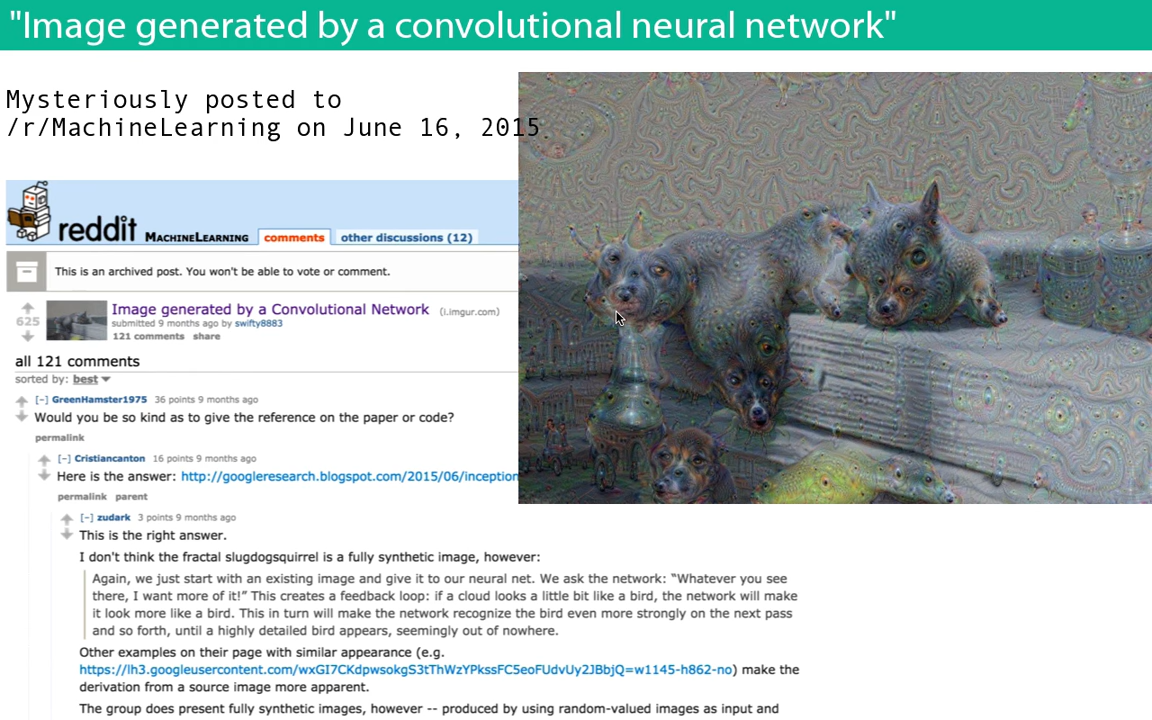 "Image generated by a convolutional neural network"
Mysteriously posted to
/r/MachineLearning on June 16, 2015
reddit MACHINELEARNING comments other discussions (12)
This is an archived post. You won't be able to vote or comment.
625
Image generated by a Convolutional Network (i.imgur.com)
submitted 9 months ago by swifty8883
121 comments share
all 121 comments
sorted by: best
[–] GreenHamster1975 36 points 9 months ago
Would you be so kind as to give the reference on the paper or code?
permalink
[–] Cristiancanton 16 points 9 months ago
Here is the answer: http://googleresearch.blogspot.com/2015/06/inception
permalink parent
[–] zudark 3 points 9 months ago
This is the right answer.
I don't think the fractal slugdogsquirrel is a fully synthetic image, however:
Again, we just start with an existing image and give it to our neural net. We ask the network: “Whatever you see
there, I want more of it!” This creates a feedback loop: if a cloud looks a little bit like a bird, the network will make
it look more like a bird. This in turn will make the network recognize the bird even more strongly on the next pass
and so forth, until a highly detailed bird appears, seemingly out of nowhere.
Other examples on their page with similar appearance (e.g.
https://lh3.googleusercontent.com/wxGI7CKdpwsokgS3tThWzYPkssFC5eoFUdvUy2JBbjQ=w1145-h862-no) make the
derivation from a source image more apparent.
The group does present fully synthetic images, however -- produced by using random-valued images as input and